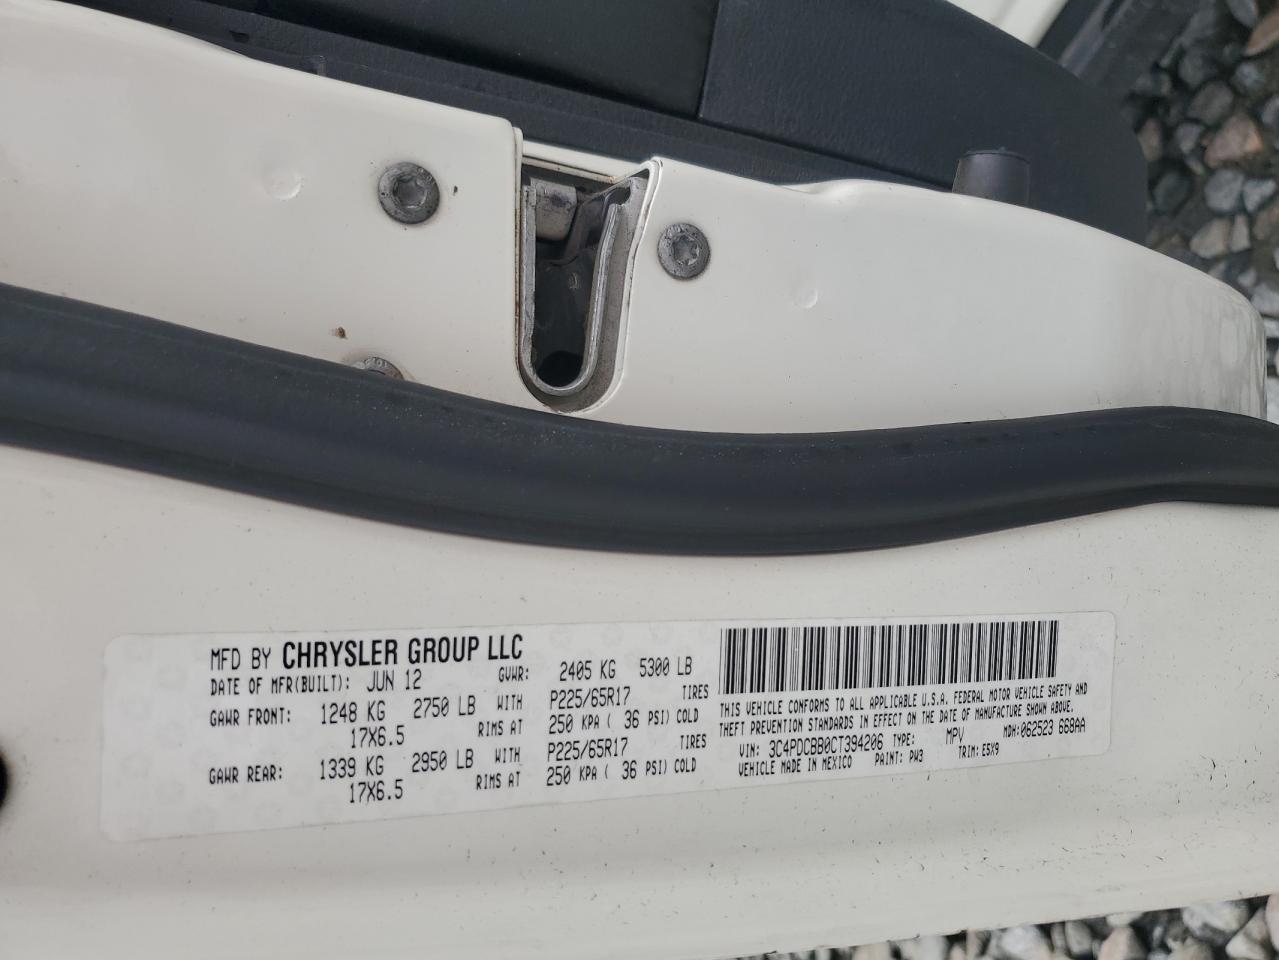 MFD BY CHRYSLER GROUP LLC
DATE OF MFR(BUILT): JUN 12 GVWR: 2405 KG 5300 LB
GAWR FRONT: 1248 KG 2750 LB WITH P225/65R17 TIRES
17X6.5 RIMS AT 250 KPA ( 36 PSI) COLD
GAWR REAR: 1339 KG 2950 LB WITH P225/65R17 TIRES
17X6.5 RIMS AT 250 KPA ( 36 PSI) COLD
THIS VEHICLE CONFORMS TO ALL APPLICABLE U.S.A. FEDERAL MOTOR VEHICLE SAFETY AND
THEFT PREVENTION STANDARDS IN EFFECT ON THE DATE OF MANUFACTURE SHOWN ABOVE.
VIN: 3C4PDCBB0CT394206 TYPE: MPV MDH:062523 668AA
VEHICLE MADE IN MEXICO PAINT: PW3 TRIM: E5X9